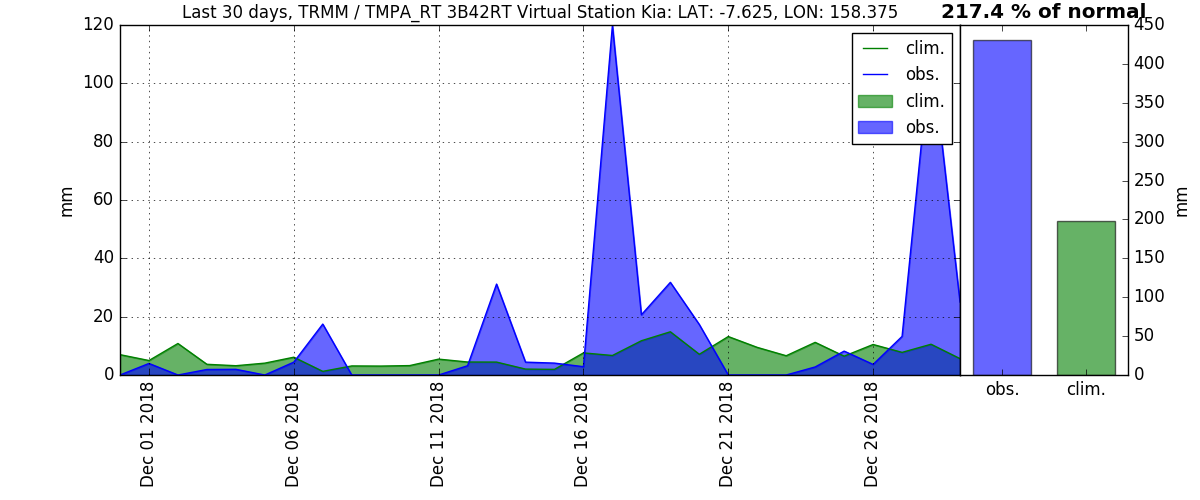 Last 30 days, TRMM / TMPA_RT 3B42RT Virtual Station Kia: LAT: -7.625, LON: 158.375
217.4 % of normal
120
100
80
60
40
20
0
mm
clim.
obs.
clim.
obs.
450
400
350
300
250
200
150
100
50
0
mm
Dec 01 2018
Dec 06 2018
Dec 11 2018
Dec 16 2018
Dec 21 2018
Dec 26 2018
obs.
clim.